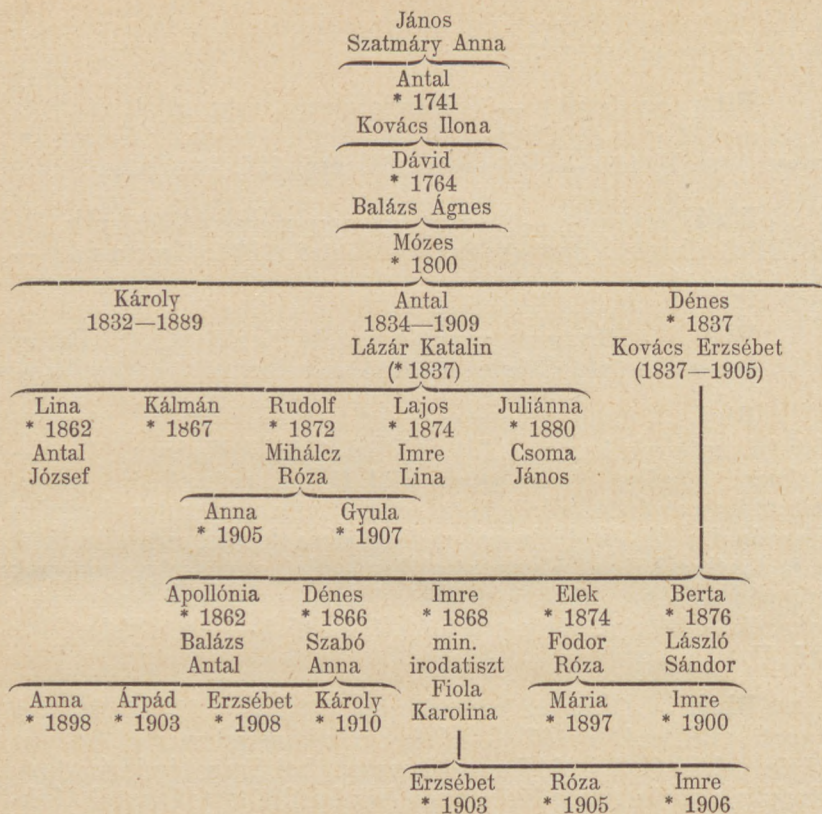 János
Szatmáry Anna
Antal
* 1741
Kovács Ilona
Dávid
* 1764
Balázs Ágnes
Mózes
* 1800
Károly Antal Dénes
1832—1889 1834—1909 * 1837
Lázár Katalin Kovács Erzsébet
(* 1837) (1837—1905)
Lina Kálmán Rudolf Lajos Juliánna
* 1862 * 1867 * 1872 * 1874 * 1880
Antal Mihálcz Imre Csoma
József Róza Lina János
Anna Gyula
* 1905 * 1907
Apollónia Dénes Imre Elek Berta
* 1862 * 1866 * 1868 * 1874 * 1876
Balázs Szabó min. Fodor László
Antal Anna irodatiszt Róza Sándor
Fiola
Karolina
Anna Árpád Erzsébet Károly Mária Imre
* 1898 * 1903 * 1908 * 1910 * 1897 * 1900
Erzsébet Róza Imre
* 1903 * 1905 * 1906